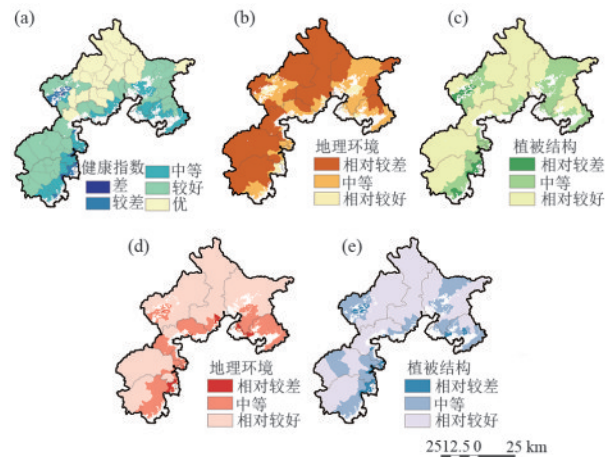 (a)
健康指数
差
较差
中等
较好
优
(b)
地理环境
相对较差
中等
相对较好
(c)
植被结构
相对较差
中等
相对较好
(d)
地理环境
相对较差
中等
相对较好
(e)
植被结构
相对较差
中等
相对较好
2512.5 0 25 km